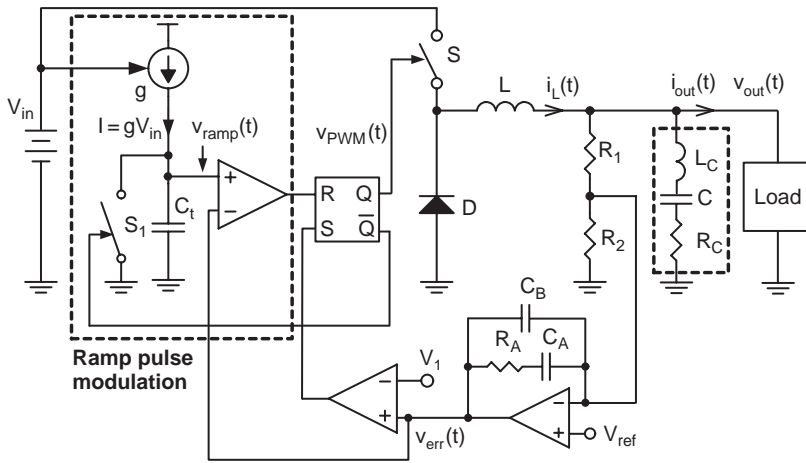 V_in
g
I = gV_in
v_ramp(t)
S_1
C_t
+
−
Ramp pulse
modulation
v_PWM(t)
R Q
S Q̅
S
D
L
i_L(t)
i_out(t)
v_out(t)
R_1
R_2
L_C
C
R_C
Load
C_B
R_A
C_A
V_1
−
+
v_err(t)
−
+
V_ref